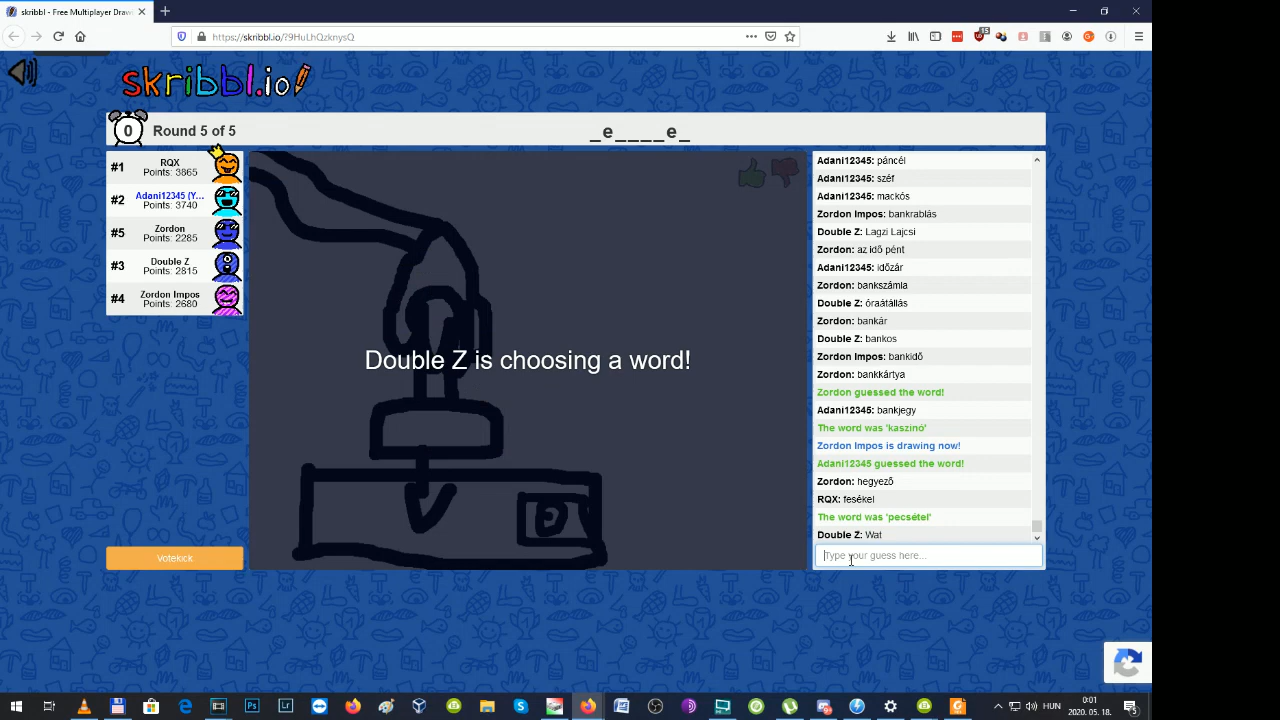 skribbl - Free Multiplayer Draw
https://skribbl.io/?9HuLhQzknysQ
15
skribbl.io
0
Round 5 of 5
_e____e_
#1
RQX
Points: 3865
#2
Adani12345 (Y...
Points: 3740
#5
Zordon
Points: 2285
#3
Double Z
Points: 2815
#4
Zordon Impos
Points: 2680
Votekick
Double Z is choosing a word!
Adani12345: páncél
Adani12345: széf
Adani12345: mackós
Zordon Impos: bankrablás
Double Z: Lagzi Lajcsi
Zordon: az idő pént
Adani12345: időzár
Zordon: bankszámia
Double Z: óraátállás
Zordon: bankár
Double Z: bankos
Zordon Impos: bankidő
Zordon: bankkártya
Zordon guessed the word!
Adani12345: bankjegy
The word was 'kaszinó'
Zordon Impos is drawing now!
Adani12345 guessed the word!
Zordon: hegyező
RQX: fesékel
The word was 'pecsétel'
Double Z: Wat
Type your guess here...
HUN
0:01
2020. 05. 18.
5